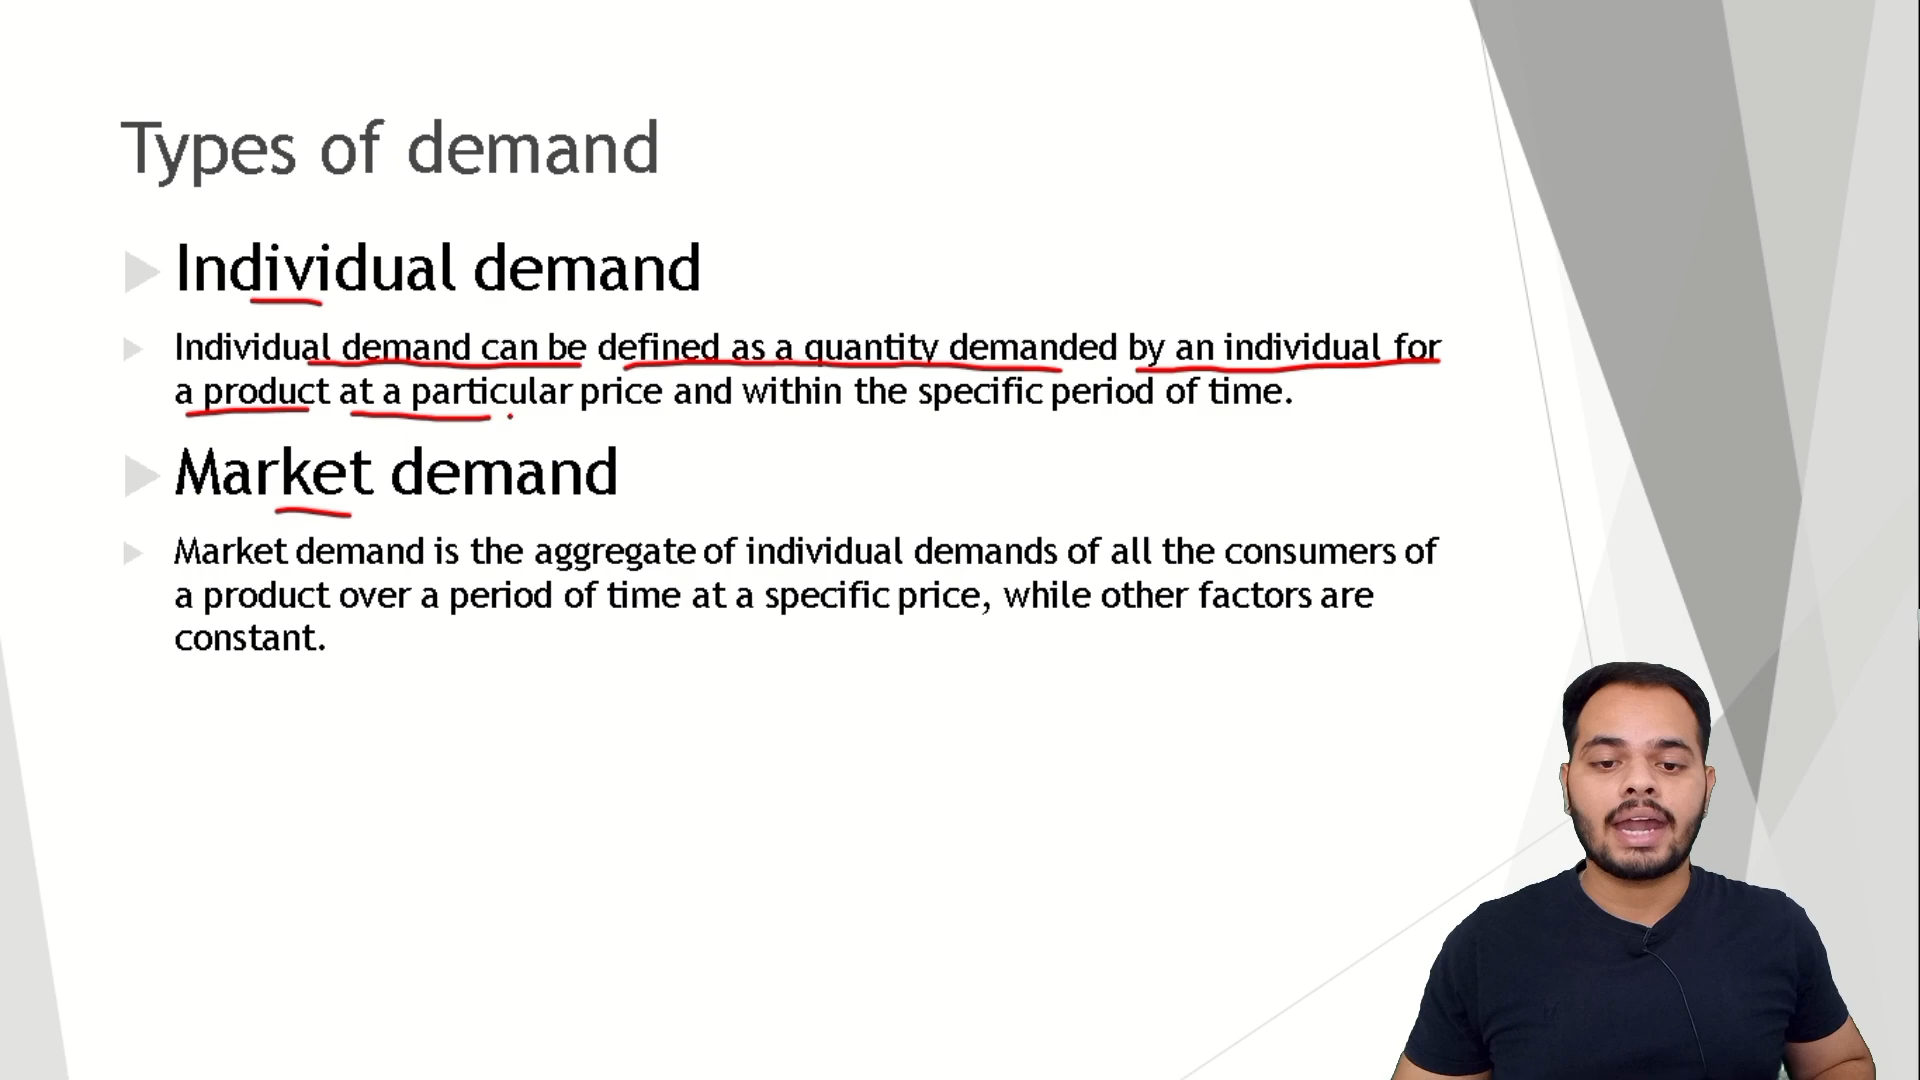 Types of demand
Individual demand
Individual demand can be defined as a quantity demanded by an individual for
a product at a particular price and within the specific period of time.
Market demand
Market demand is the aggregate of individual demands of all the consumers of
a product over a period of time at a specific price, while other factors are
constant.